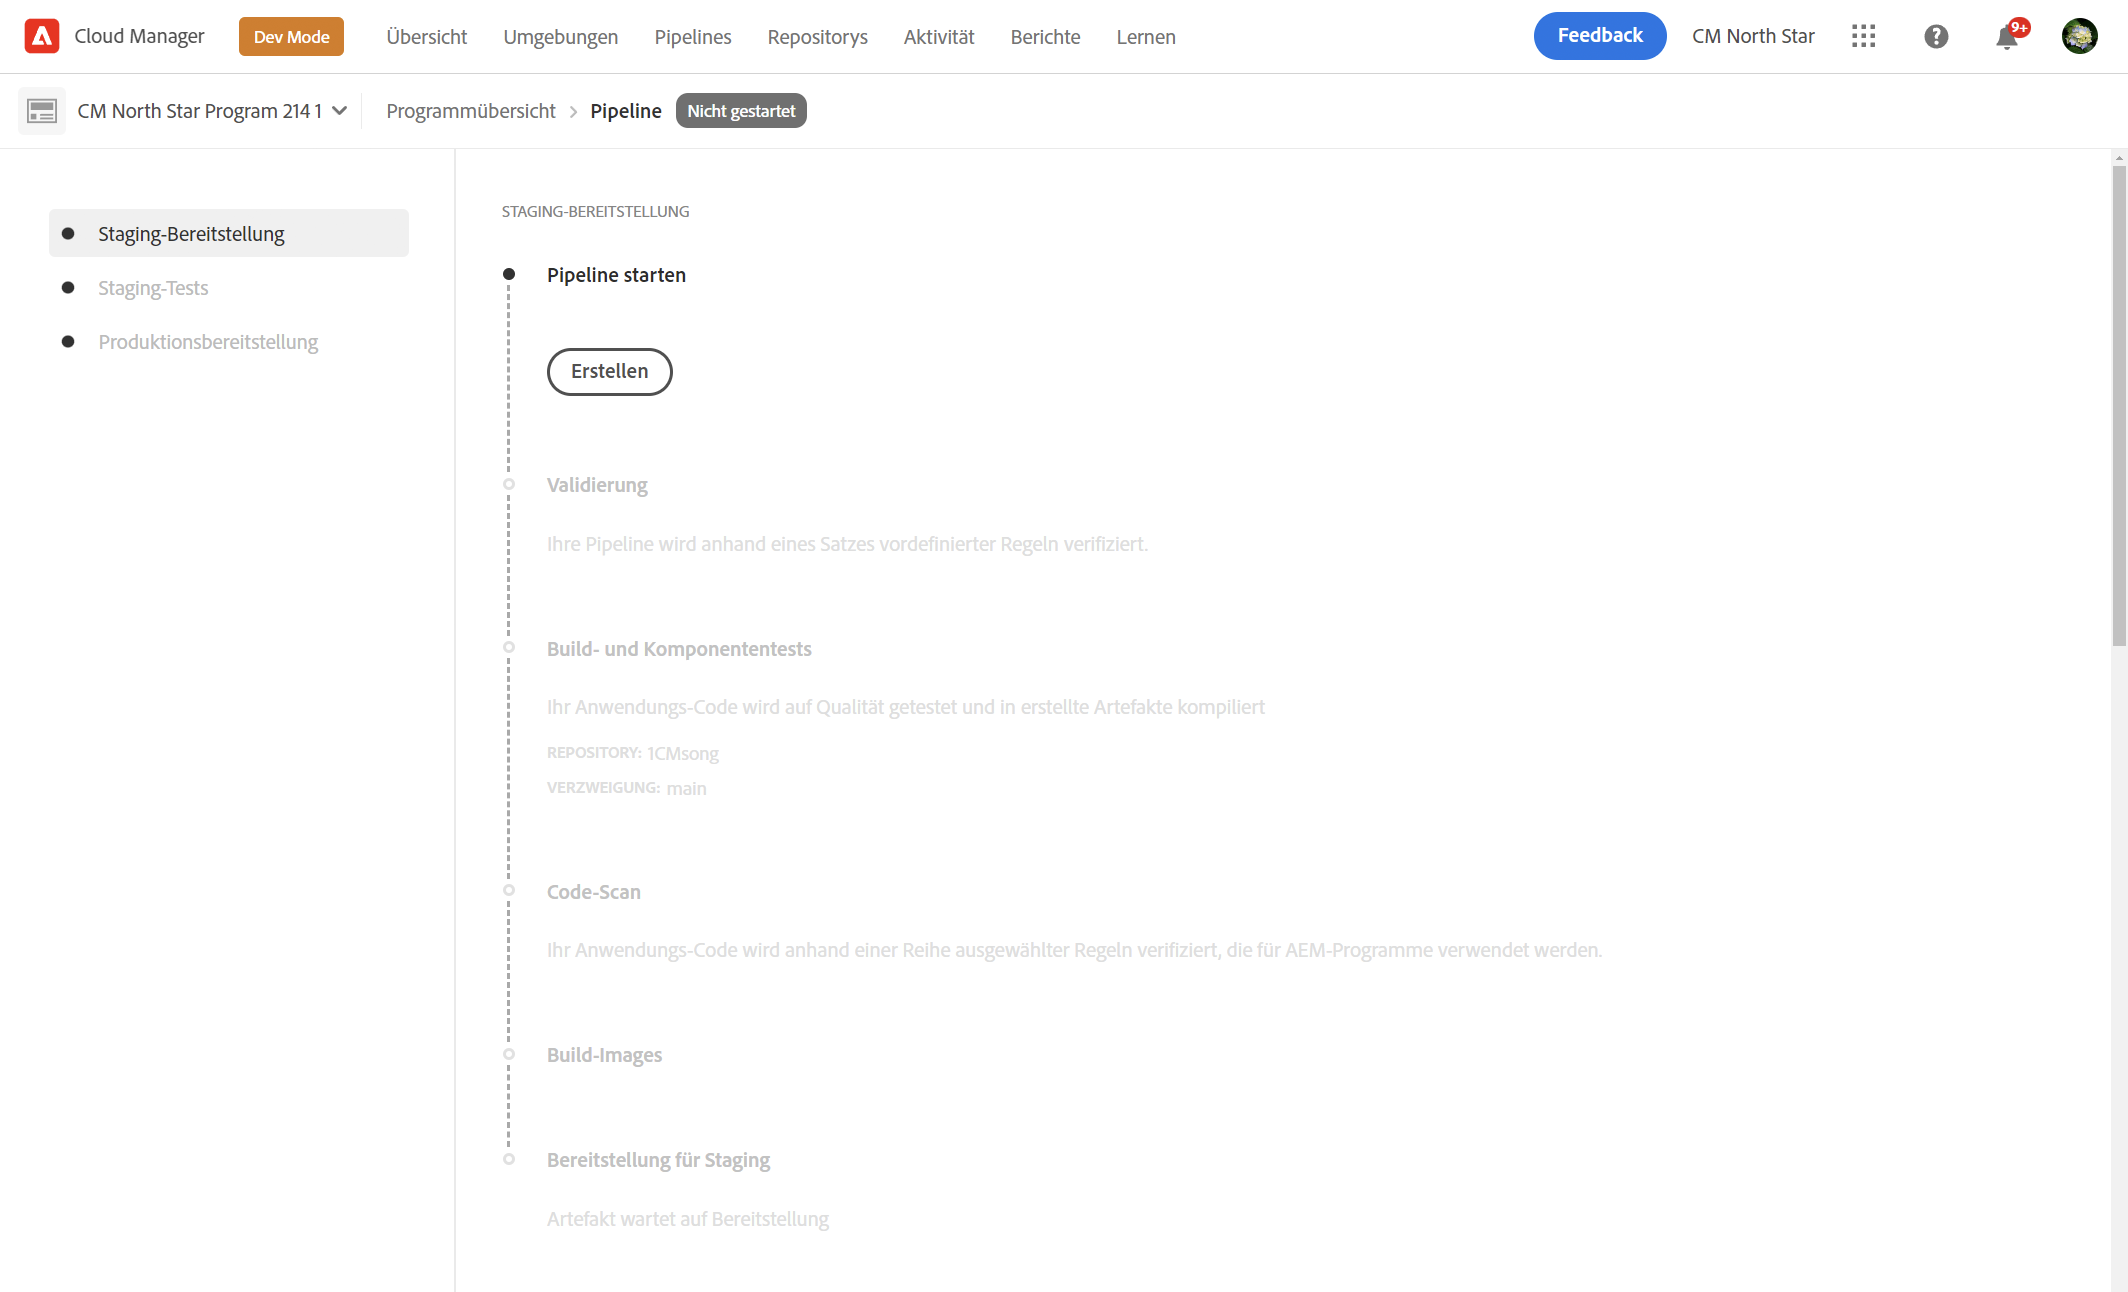 Cloud Manager
Dev Mode
Übersicht
Umgebungen
Pipelines
Repositorys
Aktivität
Berichte
Lernen
Feedback
CM North Star
9+
CM North Star Program 214 1
Programmübersicht
Pipeline
Nicht gestartet
Staging-Bereitstellung
Staging-Tests
Produktionsbereitstellung
STAGING-BEREITSTELLUNG
Pipeline starten
Erstellen
Validierung
Ihre Pipeline wird anhand eines Satzes vordefinierter Regeln verifiziert.
Build- und Komponententests
Ihr Anwendungs-Code wird auf Qualität getestet und in erstellte Artefakte kompiliert
REPOSITORY: 1CMsong
VERZWEIGUNG: main
Code-Scan
Ihr Anwendungs-Code wird anhand einer Reihe ausgewählter Regeln verifiziert, die für AEM-Programme verwendet werden.
Build-Images
Bereitstellung für Staging
Artefakt wartet auf Bereitstellung